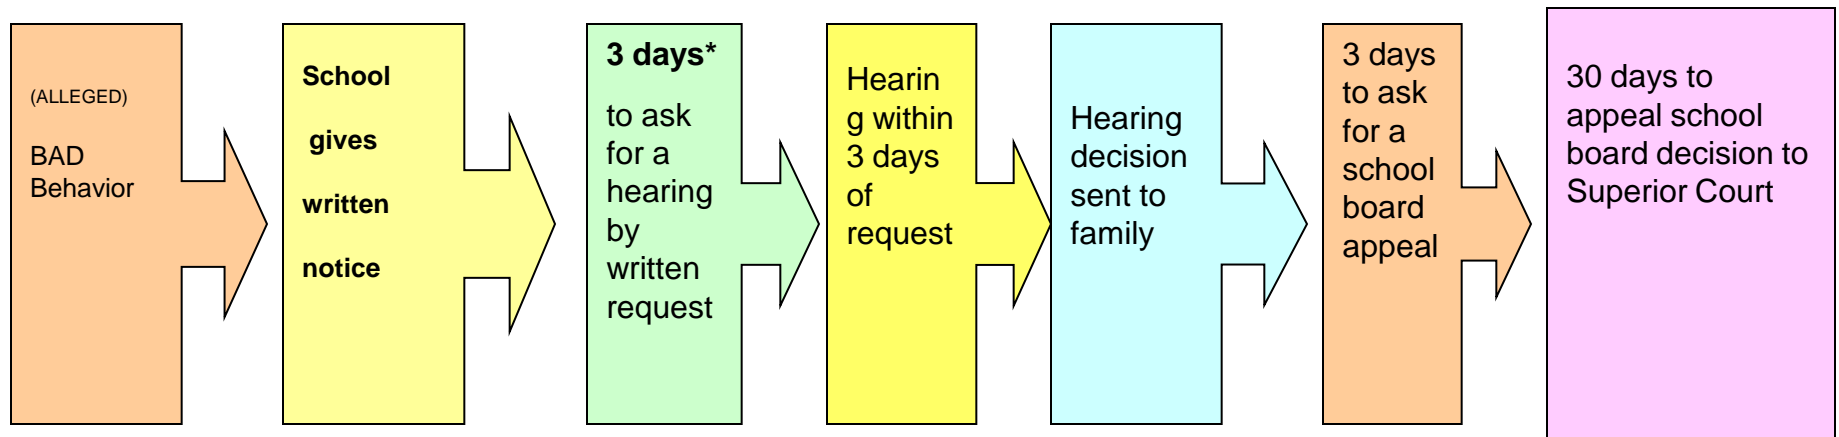 (ALLEGED)
BAD
Behavior
School
gives
written
notice
3 days*
to ask
for a
hearing
by
written
request
Hearin
g within
3 days
of
request
Hearing
decision
sent to
family
3 days
to ask
for a
school
board
appeal
30 days to
appeal school
board decision to
Superior Court